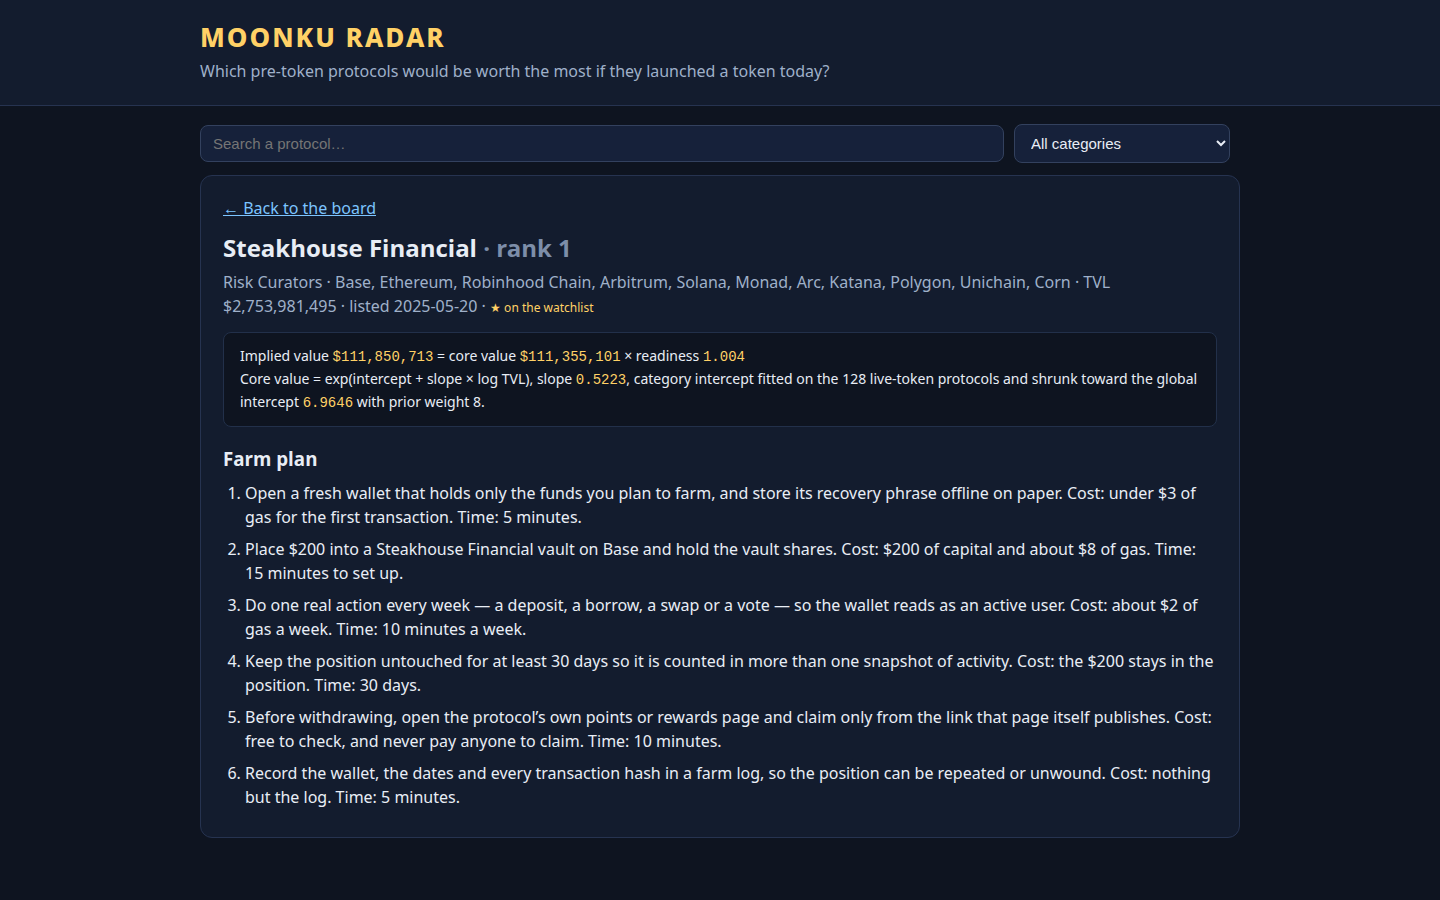 MOONKU RADAR
Which pre-token protocols would be worth the most if they launched a token today?
Search a protocol…
All categories
← Back to the board
Steakhouse Financial · rank 1
Risk Curators · Base, Ethereum, Robinhood Chain, Arbitrum, Solana, Monad, Arc, Katana, Polygon, Unichain, Corn · TVL
$2,753,981,495 · listed 2025-05-20 · ★ on the watchlist
Implied value $111,850,713 = core value $111,355,101 × readiness 1.004
Core value = exp(intercept + slope × log TVL), slope 0.5223, category intercept fitted on the 128 live-token protocols and shrunk toward the global
intercept 6.9646 with prior weight 8.
Farm plan
1. Open a fresh wallet that holds only the funds you plan to farm, and store its recovery phrase offline on paper. Cost: under $3 of
gas for the first transaction. Time: 5 minutes.
2. Place $200 into a Steakhouse Financial vault on Base and hold the vault shares. Cost: $200 of capital and about $8 of gas. Time:
15 minutes to set up.
3. Do one real action every week — a deposit, a borrow, a swap or a vote — so the wallet reads as an active user. Cost: about $2 of
gas a week. Time: 10 minutes a week.
4. Keep the position untouched for at least 30 days so it is counted in more than one snapshot of activity. Cost: the $200 stays in the
position. Time: 30 days.
5. Before withdrawing, open the protocol’s own points or rewards page and claim only from the link that page itself publishes. Cost:
free to check, and never pay anyone to claim. Time: 10 minutes.
6. Record the wallet, the dates and every transaction hash in a farm log, so the position can be repeated or unwound. Cost: nothing
but the log. Time: 5 minutes.